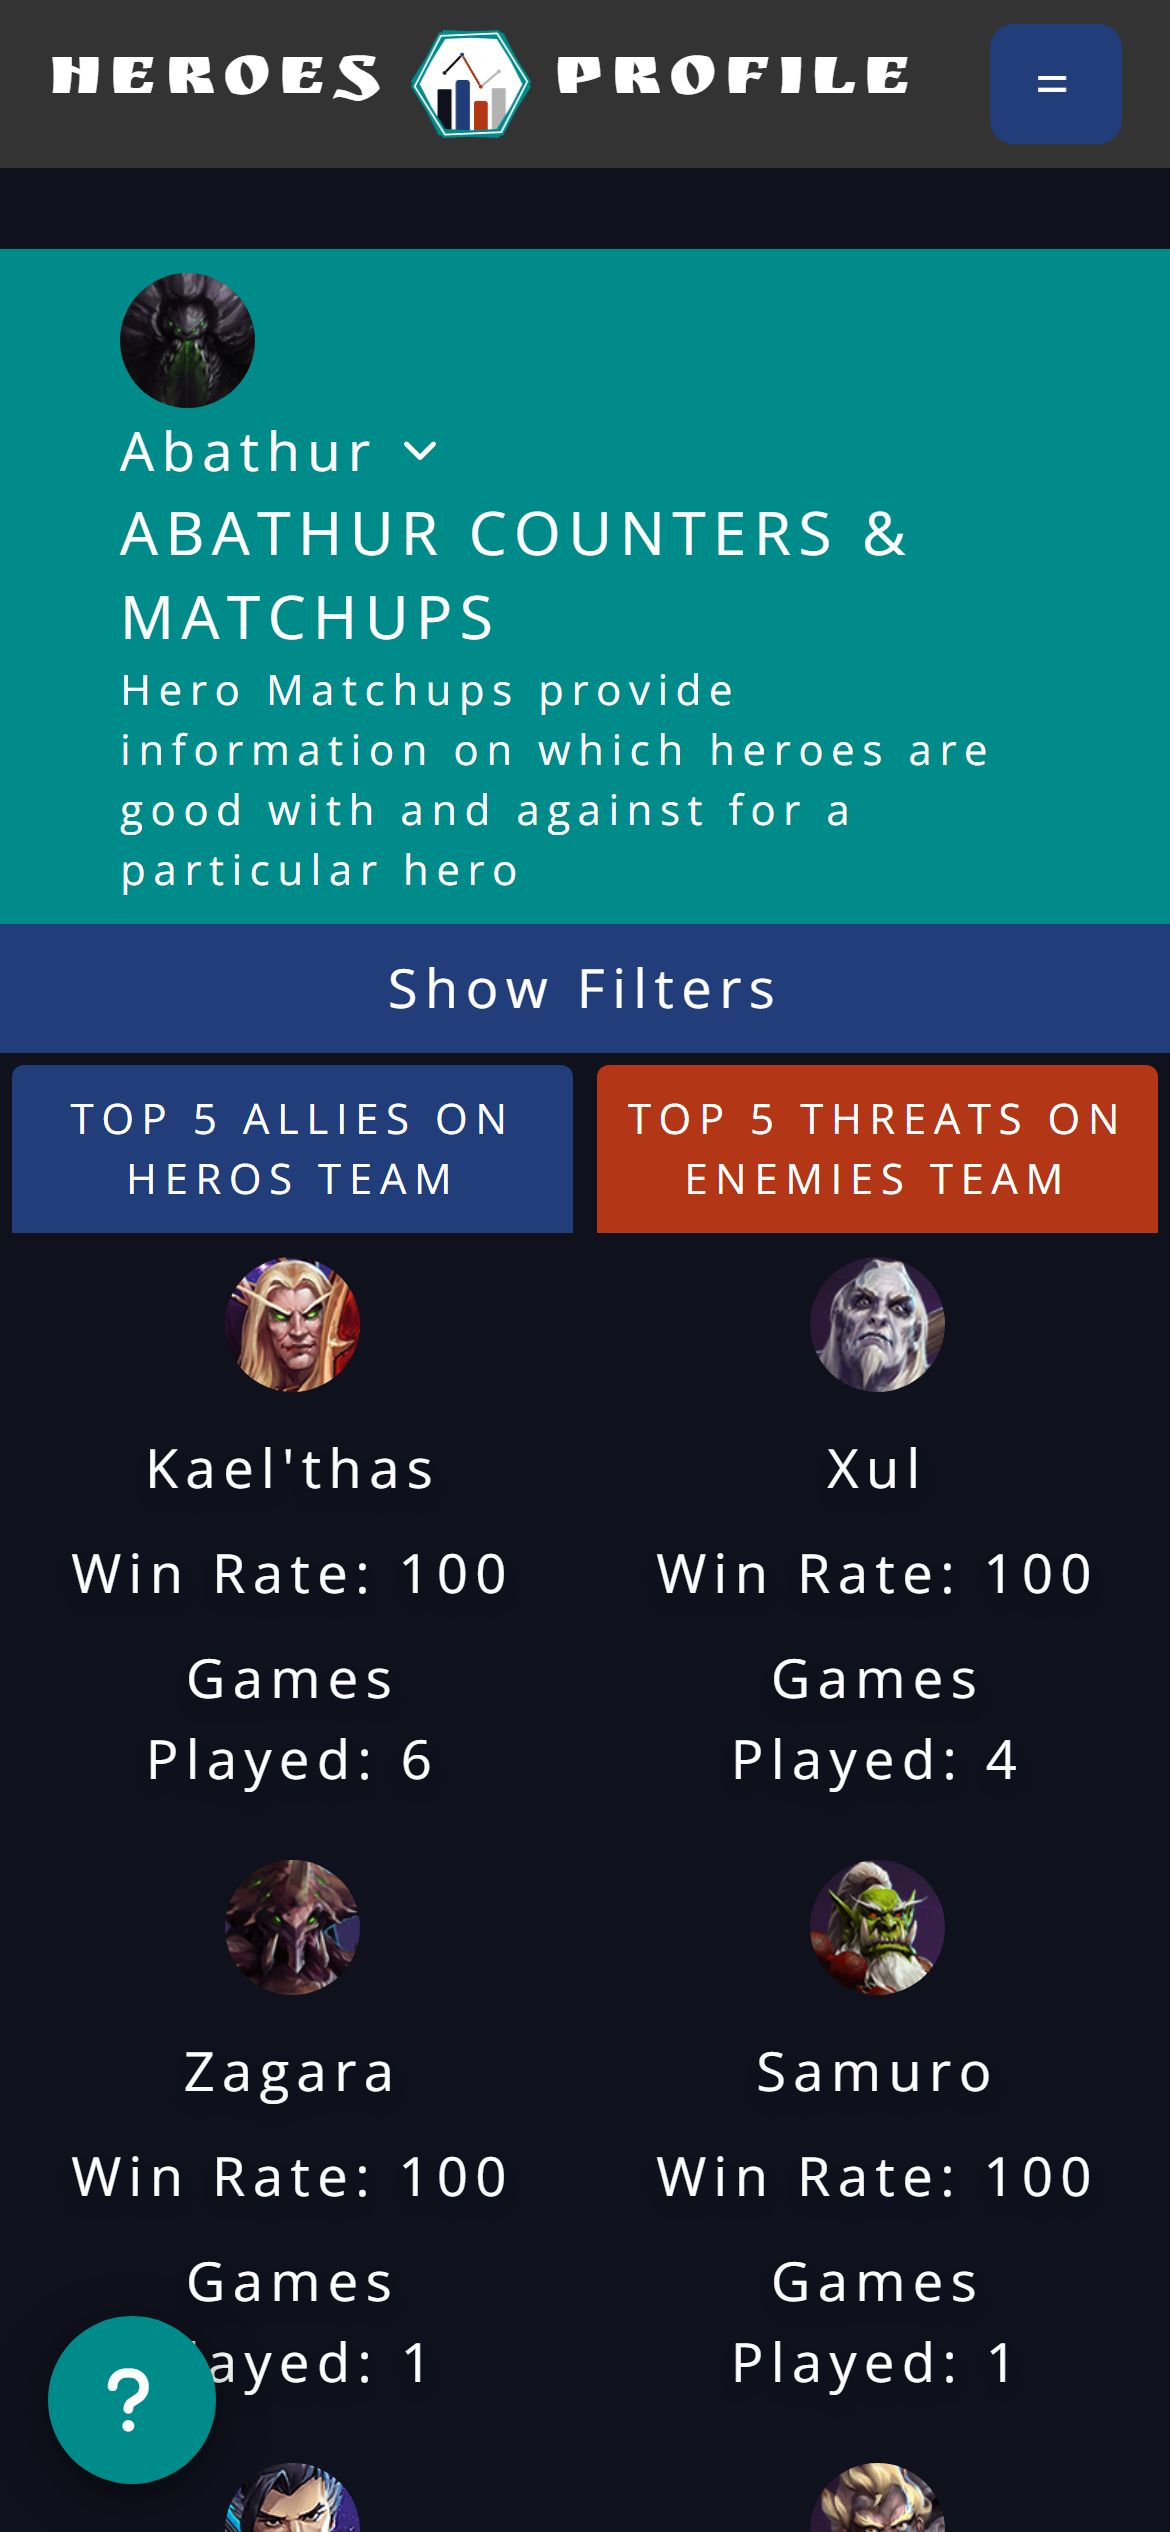 HEROES PROFILE
=
Abathur
ABATHUR COUNTERS &
MATCHUPS
Hero Matchups provide
information on which heroes are
good with and against for a
particular hero
Show Filters
TOP 5 ALLIES ON
HEROS TEAM
TOP 5 THREATS ON
ENEMIES TEAM
Kael'thas
Win Rate: 100
Games
Played: 6
Xul
Win Rate: 100
Games
Played: 4
Zagara
Win Rate: 100
Games
ayed: 1
Samuro
Win Rate: 100
Games
Played: 1
?